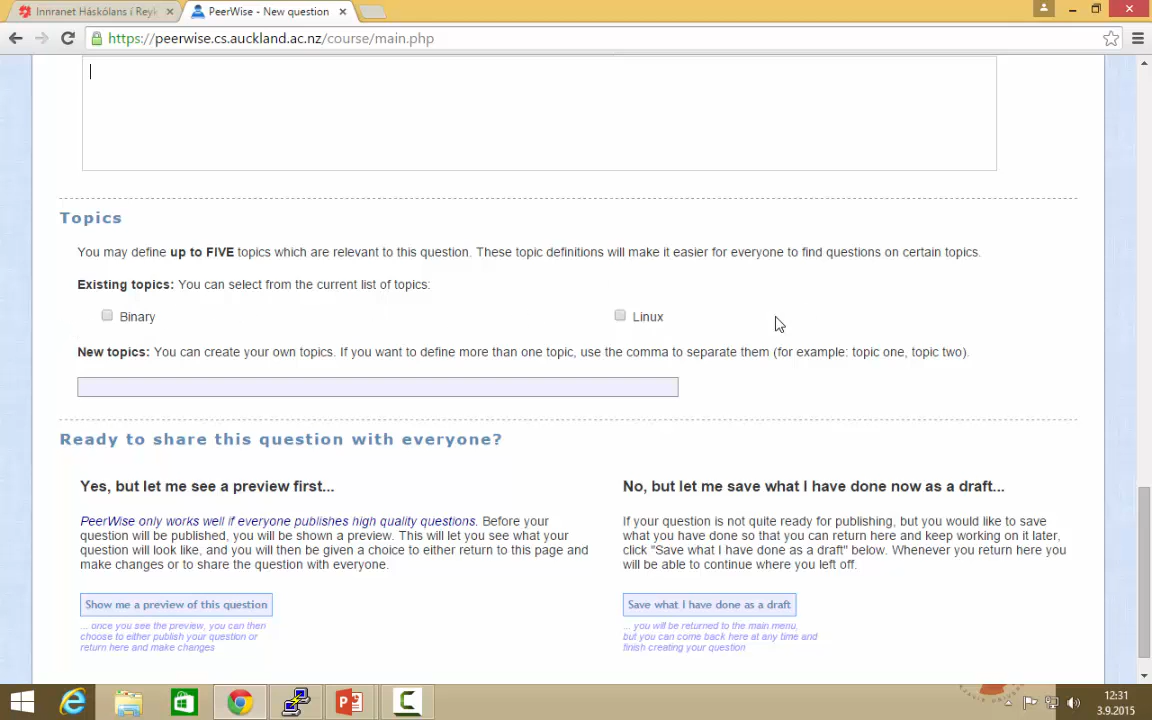 Innranet Háskólans í Reyk
PeerWise - New question
https://peerwise.cs.auckland.ac.nz/course/main.php
Topics
You may define up to FIVE topics which are relevant to this question. These topic definitions will make it easier for everyone to find questions on certain topics.
Existing topics: You can select from the current list of topics:
Binary
Linux
New topics: You can create your own topics. If you want to define more than one topic, use the comma to separate them (for example: topic one, topic two).
Ready to share this question with everyone?
Yes, but let me see a preview first...
PeerWise only works well if everyone publishes high quality questions. Before your
question will be published, you will be shown a preview. This will let you see what your
question will look like, and you will then be given a choice to either return to this page and
make changes or to share the question with everyone.
Show me a preview of this question
... once you see the preview, you can then
choose to either publish your question or
return here and make changes
No, but let me save what I have done now as a draft...
If your question is not quite ready for publishing, but you would like to save
what you have done so that you can return here and keep working on it later,
click "Save what I have done as a draft" below. Whenever you return here you
will be able to continue where you left off.
Save what I have done as a draft
... you will be returned to the main menu,
but you can come back here at any time and
finish creating your question
12:31
3.9.2015